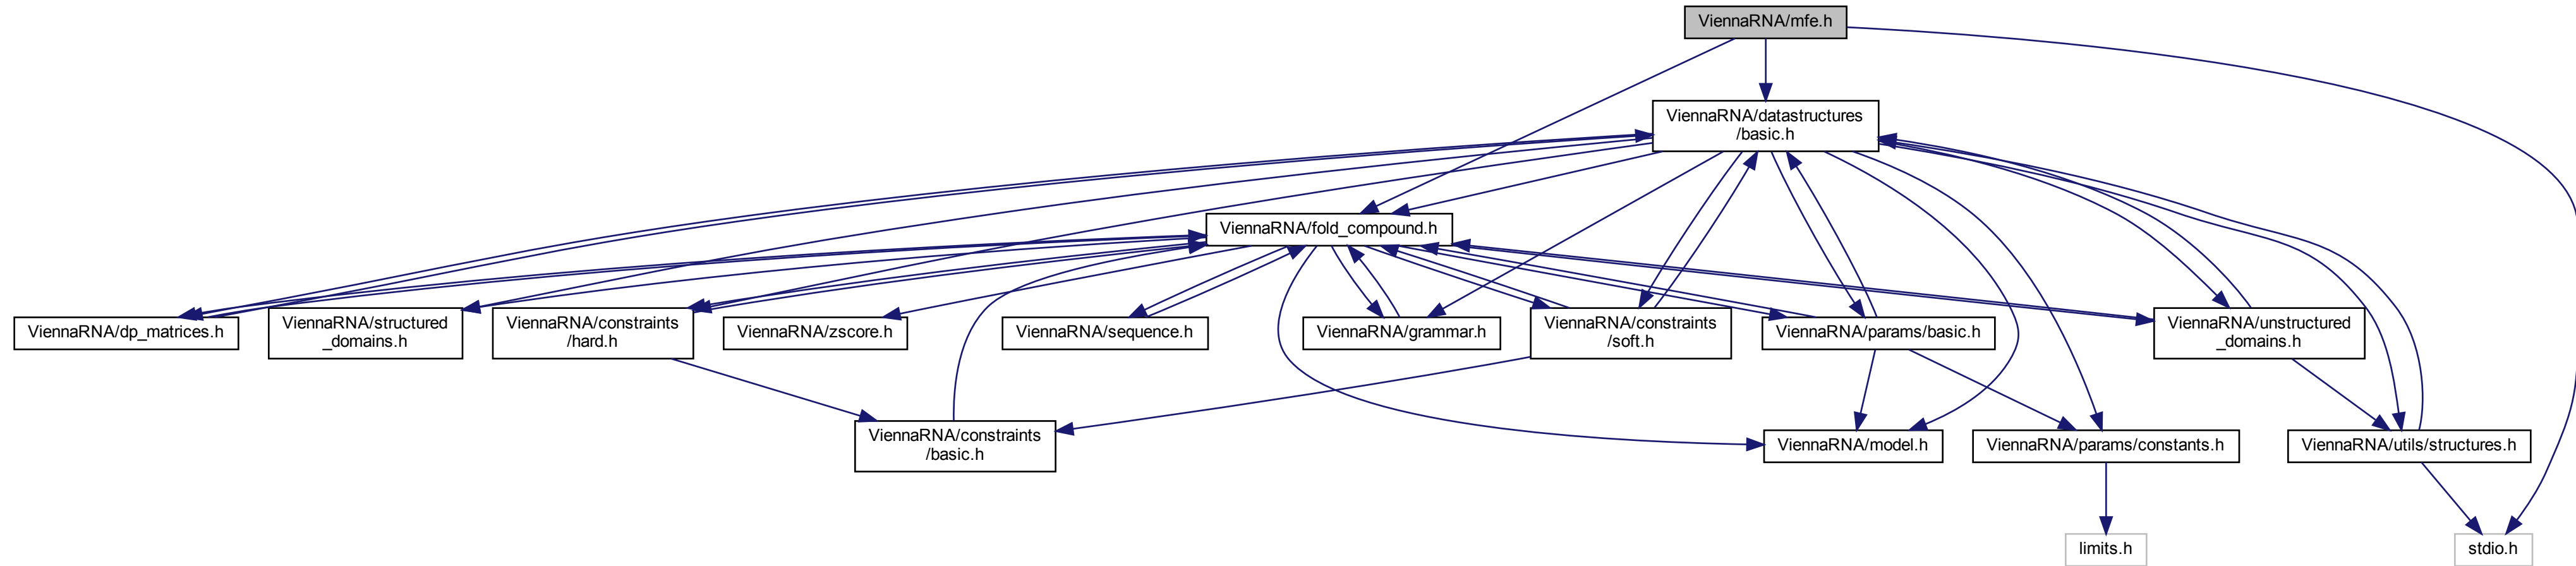 ViennaRNA/mfe.h
ViennaRNA/datastructures
/basic.h
ViennaRNA/fold_compound.h
ViennaRNA/dp_matrices.h
ViennaRNA/structured
_domains.h
ViennaRNA/constraints
/hard.h
ViennaRNA/zscore.h
ViennaRNA/sequence.h
ViennaRNA/grammar.h
ViennaRNA/constraints
/soft.h
ViennaRNA/params/basic.h
ViennaRNA/unstructured
_domains.h
ViennaRNA/constraints
/basic.h
ViennaRNA/model.h
ViennaRNA/params/constants.h
ViennaRNA/utils/structures.h
limits.h
stdio.h